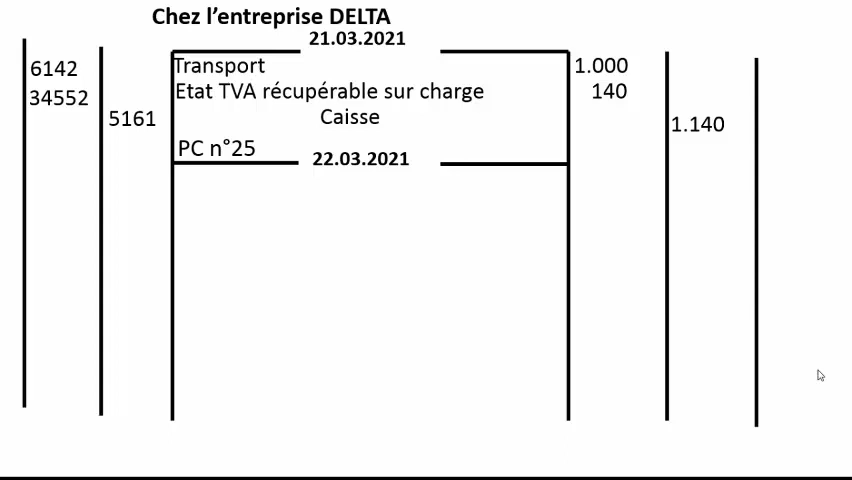 Chez l’entreprise DELTA
21.03.2021
6142 Transport 1.000
34552 Etat TVA récupérable sur charge 140
5161 Caisse 1.140
PC n°25
22.03.2021